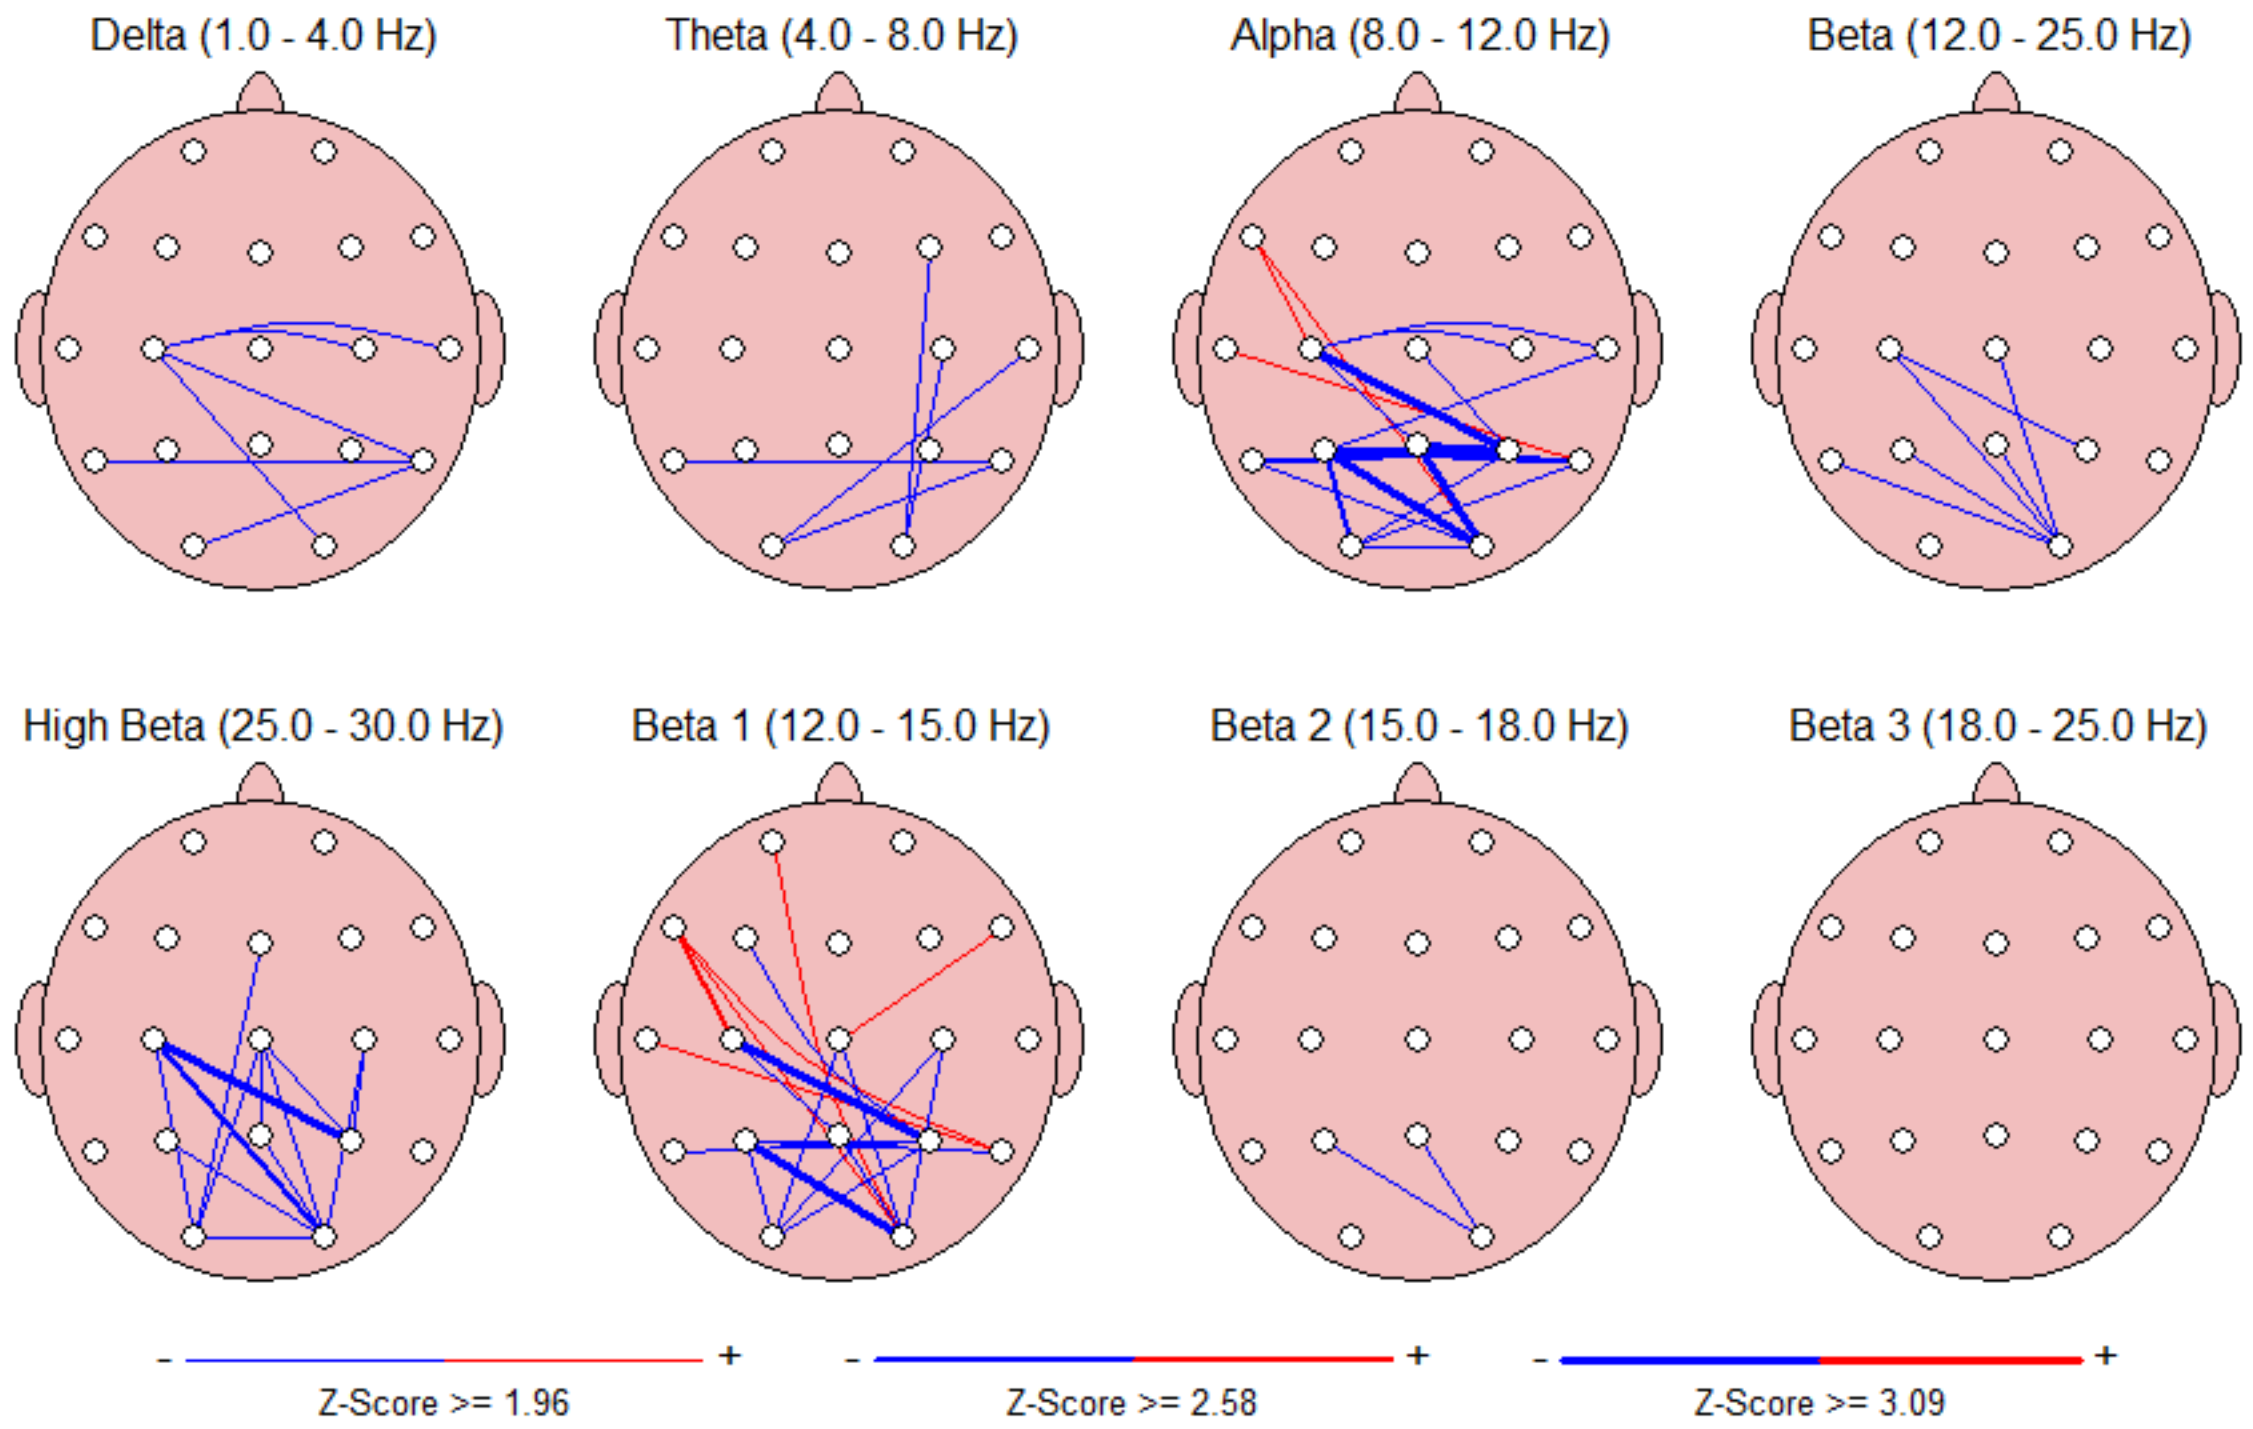 Delta (1.0 - 4.0 Hz)
Theta (4.0 - 8.0 Hz)
Alpha (8.0 - 12.0 Hz)
Beta (12.0 - 25.0 Hz)
High Beta (25.0 - 30.0 Hz)
Beta 1 (12.0 - 15.0 Hz)
Beta 2 (15.0 - 18.0 Hz)
Beta 3 (18.0 - 25.0 Hz)
- +
- +
- +
Z-Score >= 1.96
Z-Score >= 2.58
Z-Score >= 3.09